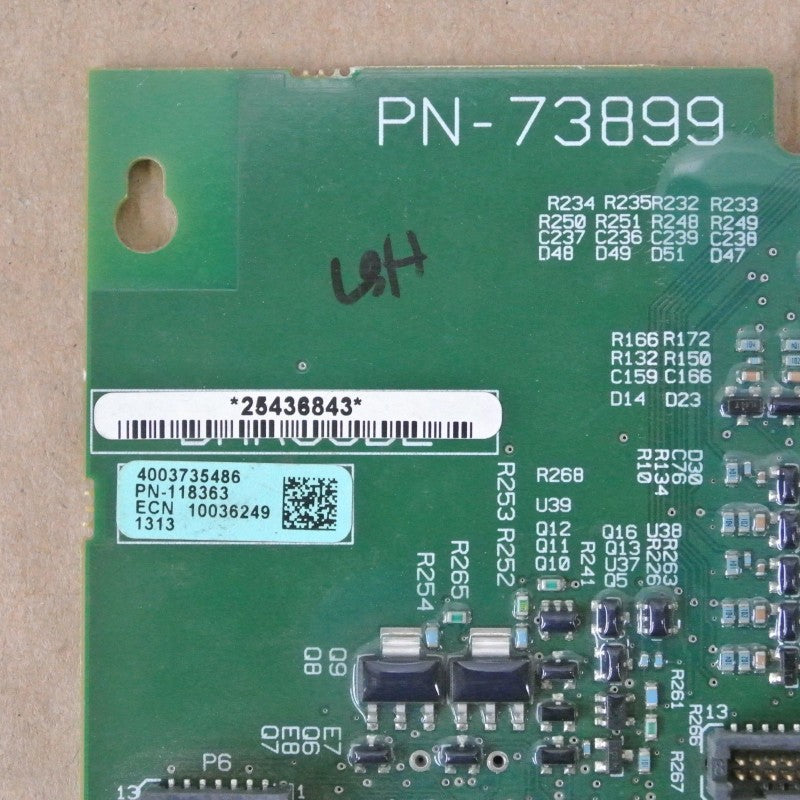 PN-73899
R234 R235 R232 R233
R250 R251 R248 R249
C237 C236 C239 C238
D48 D49 D51 D47
R166 R172
R132 R150
C159 C166
D14 D23
*25436843*
4003735486
PN-118363
ECN 10036249
1313
R253
R252
R268
U39
Q12
Q11
Q10
R241
Q16 U38
Q13
U37
Q5
R263
R226
D30
C76
R134
R10
R254
R265
Q9
Q8
E7
Q6
E8
Q7
R261
R266
R267
13
P6
13
1